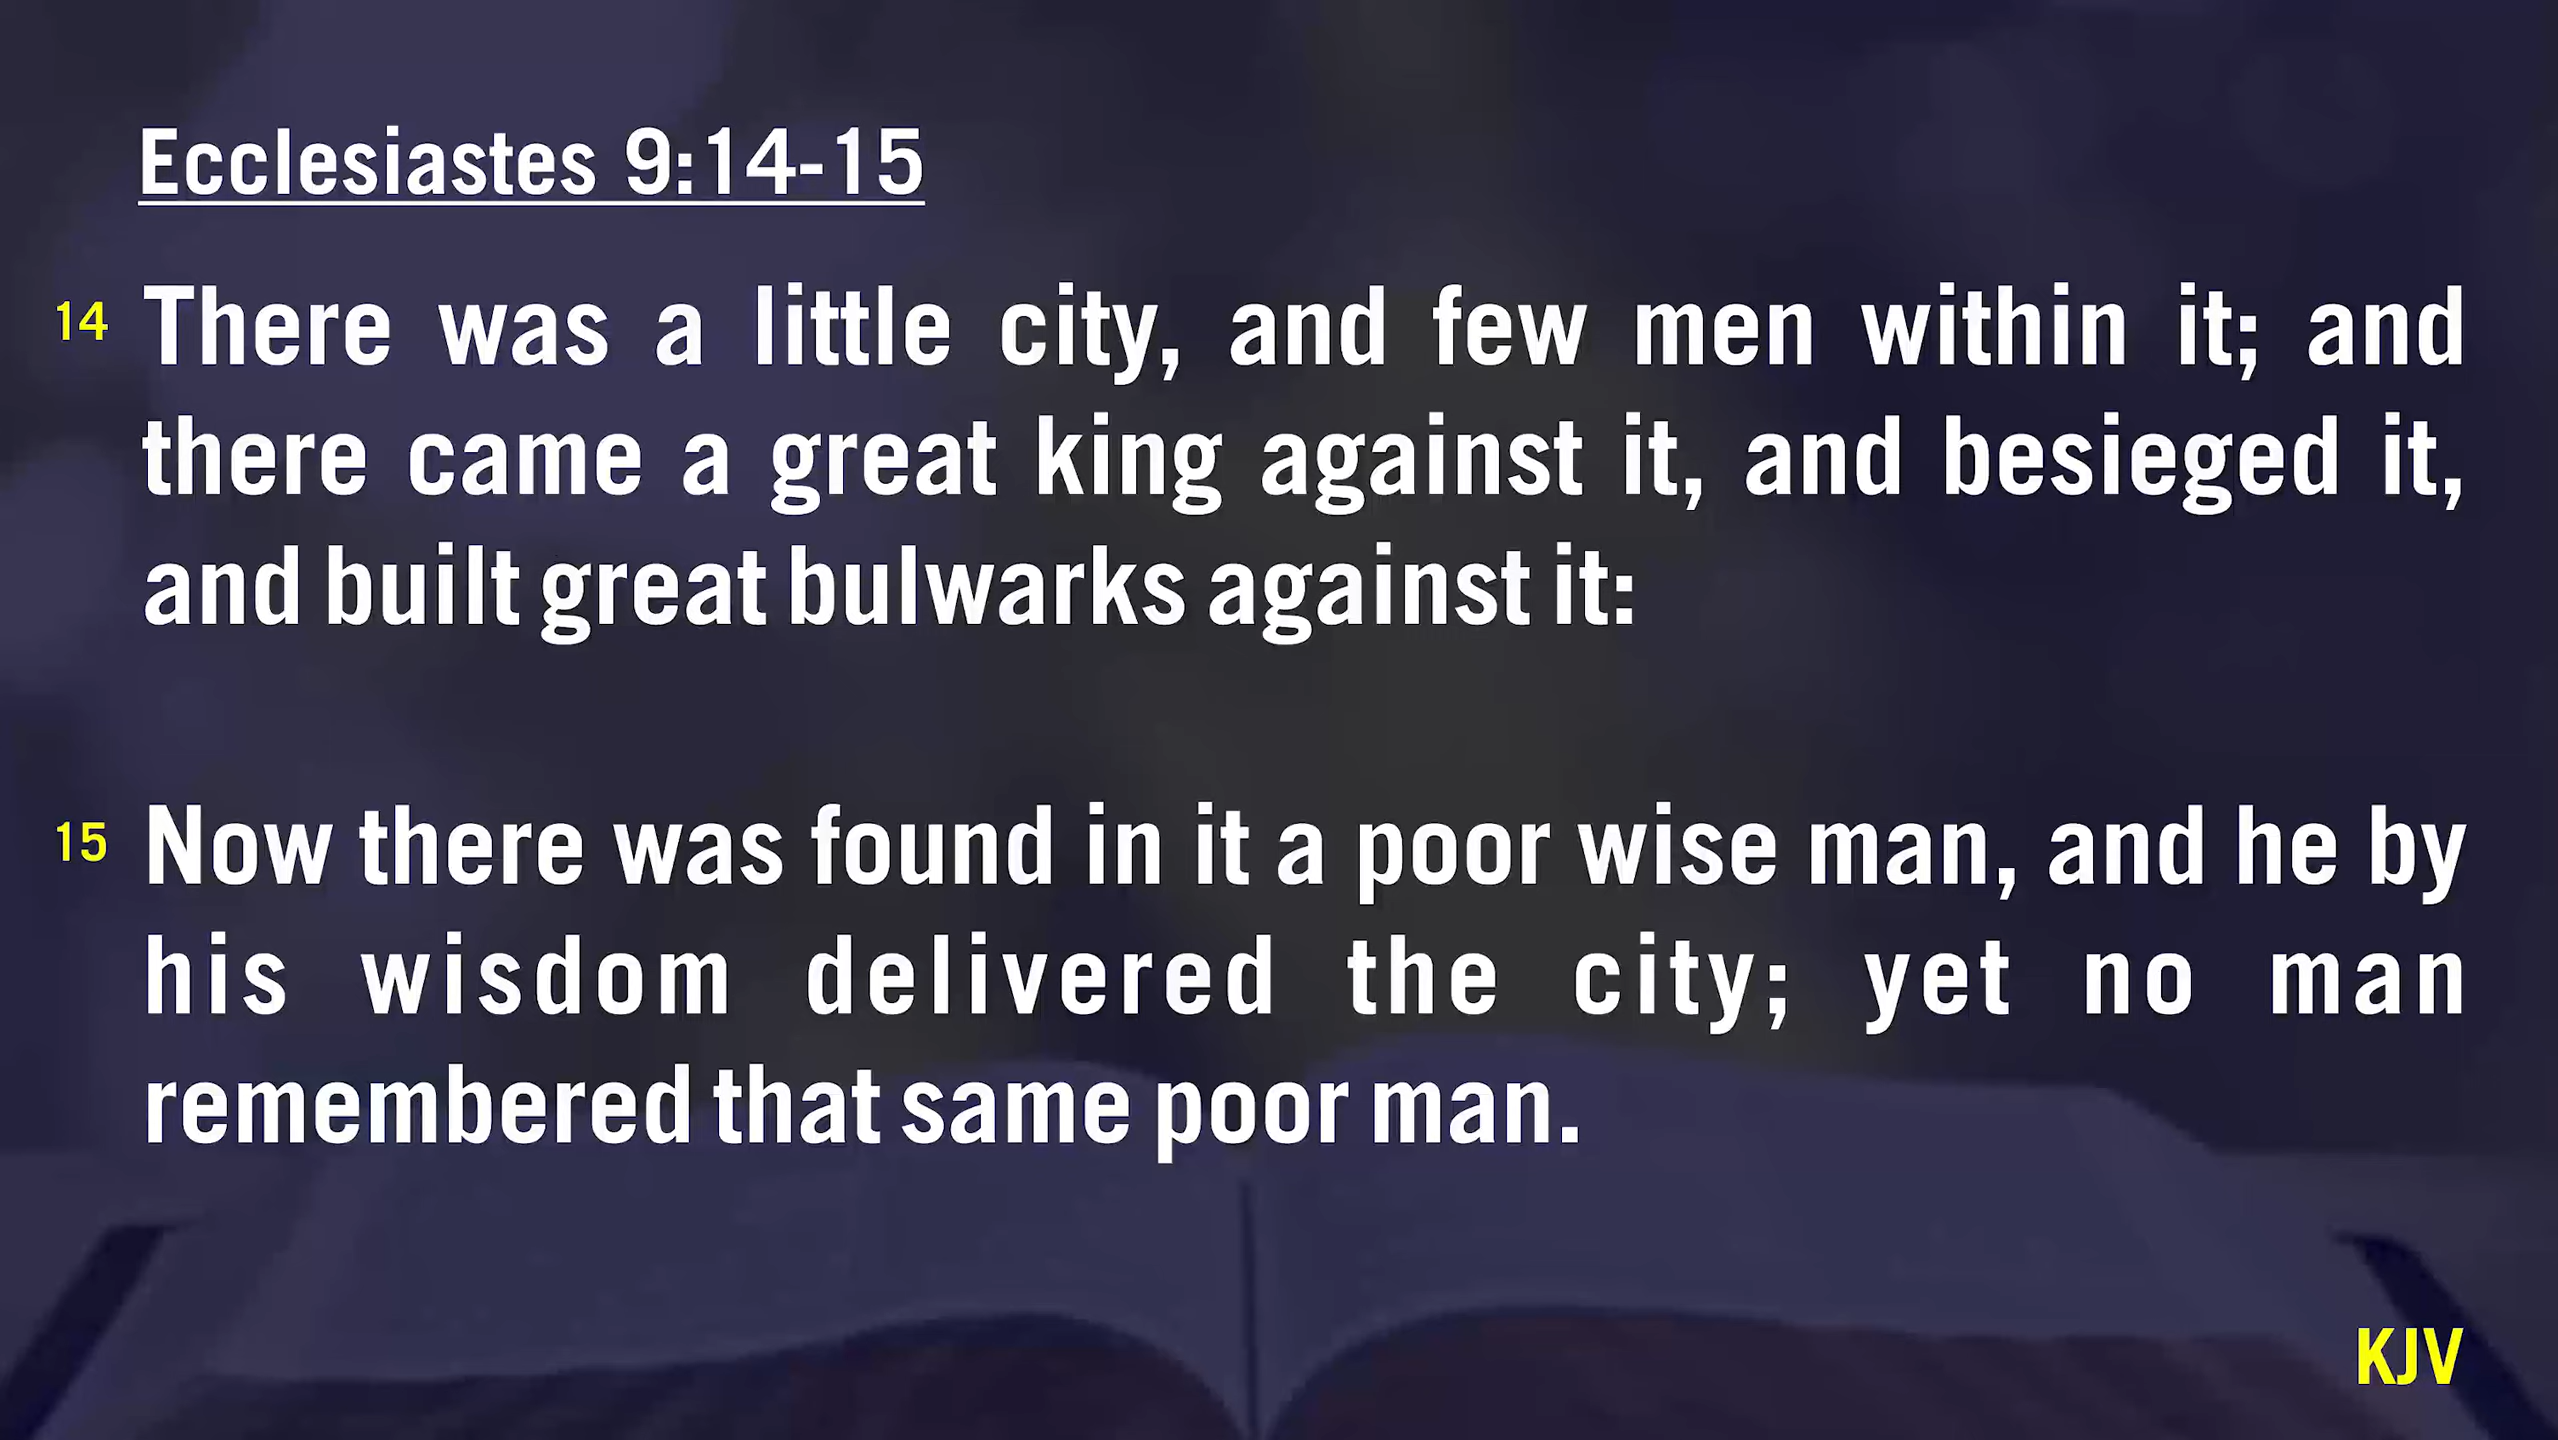 Ecclesiastes 9:14-15
14 There was a little city, and few men within it; and
there came a great king against it, and besieged it,
and built great bulwarks against it:
15 Now there was found in it a poor wise man, and he by
his wisdom delivered the city; yet no man
remembered that same poor man.
KJV